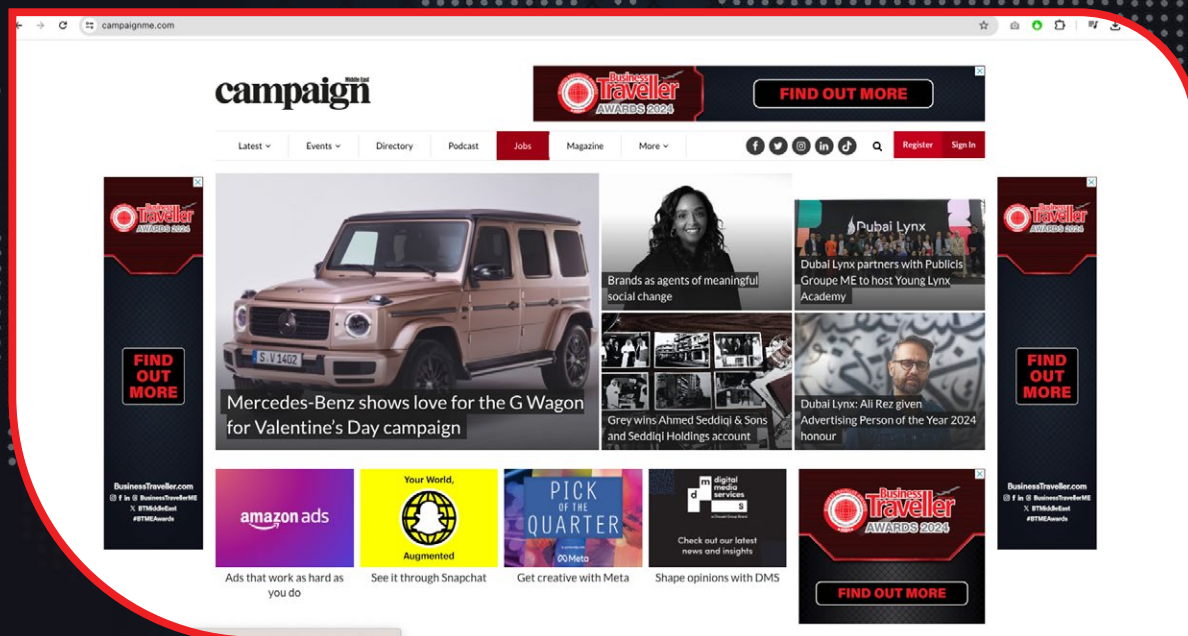 campaignme.com
campaign
Middle East
Business
Traveller
AWARDS 2024
FIND OUT MORE
Latest
Events
Directory
Podcast
Jobs
Magazine
More
Register
Sign In
Business
Traveller
AWARDS 2024
FIND
OUT
MORE
BusinessTraveller.com
BusinessTravellerME
BTMiddleEast
#BTMEAwards
S·V 1402
Mercedes-Benz shows love for the G Wagon
for Valentine's Day campaign
Brands as agents of meaningful
social change
Dubai Lynx
Dubai Lynx partners with Publicis
Groupe ME to host Young Lynx
Academy
Grey wins Ahmed Seddiqi & Sons
and Seddiqi Holdings account
Dubai Lynx: Ali Rez given
Advertising Person of the Year 2024
honour
Business
Traveller
AWARDS 2024
FIND
OUT
MORE
BusinessTraveller.com
BusinessTravellerME
BTMiddleEast
#BTMEAwards
amazon ads
Ads that work as hard as
you do
Your World,
Augmented
See it through Snapchat
PICK
OF THE
QUARTER
Meta
Get creative with Meta
d m s
digital
media
services
Check out our latest
news and insights
Shape opinions with DMS
Business
Traveller
AWARDS 2024
FIND OUT MORE